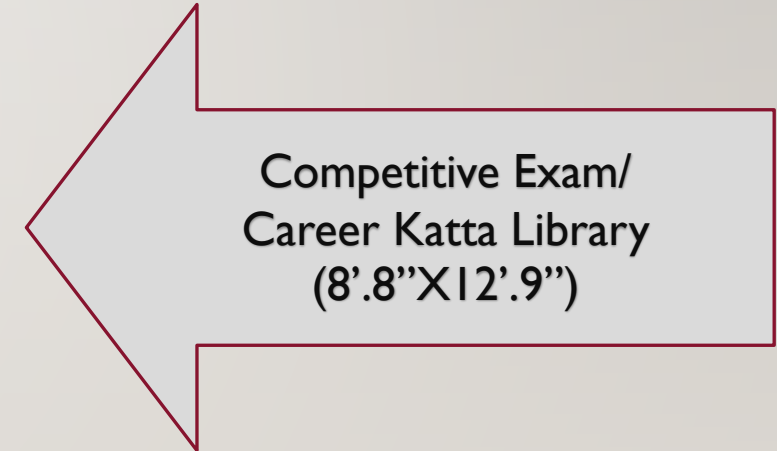 Competitive Exam/
Career Katta Library
(8’.8”X12’.9”)